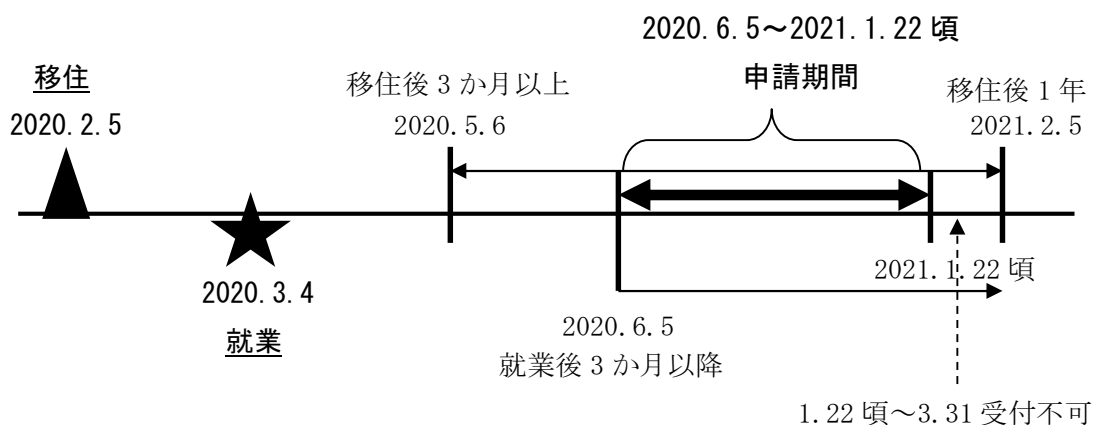 2020.6.5～2021.1.22 頃
申請期間
移住
2020.2.5
移住後 3 か月以上
2020.5.6
移住後 1 年
2021.2.5
2020.3.4
就業
2021.1.22 頃
2020.6.5
就業後 3 か月以降
1.22 頃～3.31 受付不可